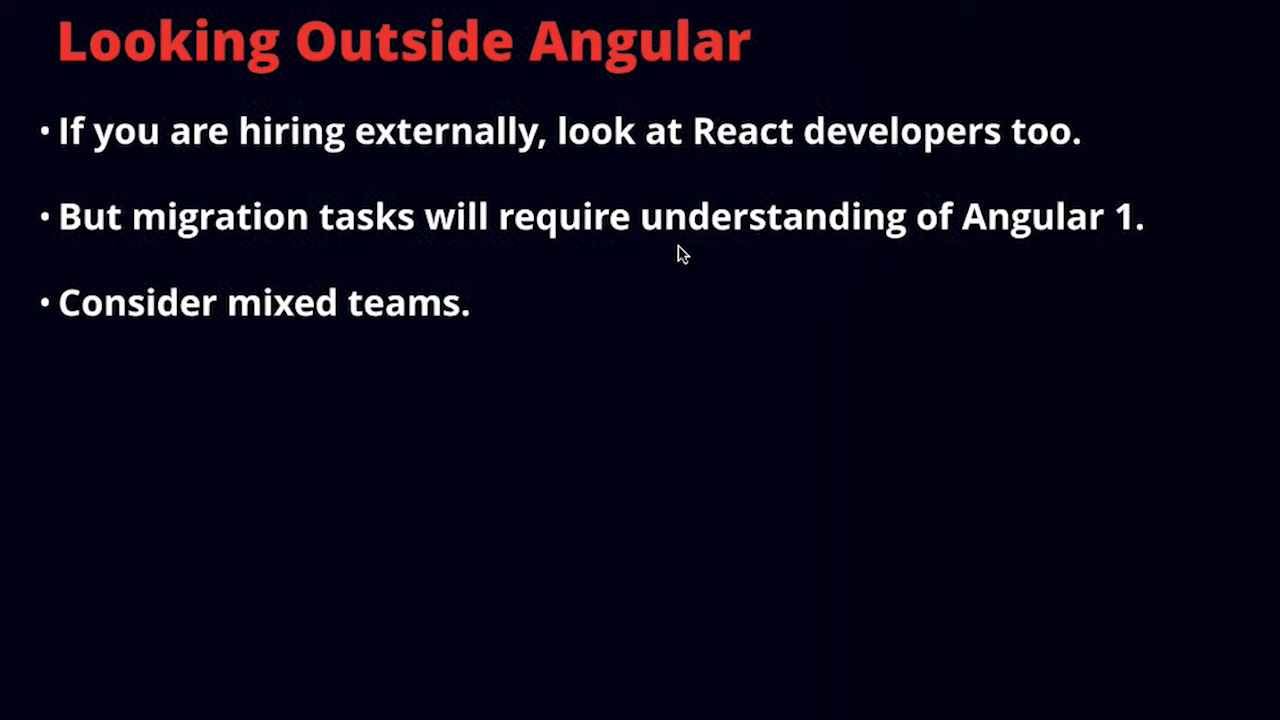 Looking Outside Angular
• If you are hiring externally, look at React developers too.
• But migration tasks will require understanding of Angular 1.
• Consider mixed teams.